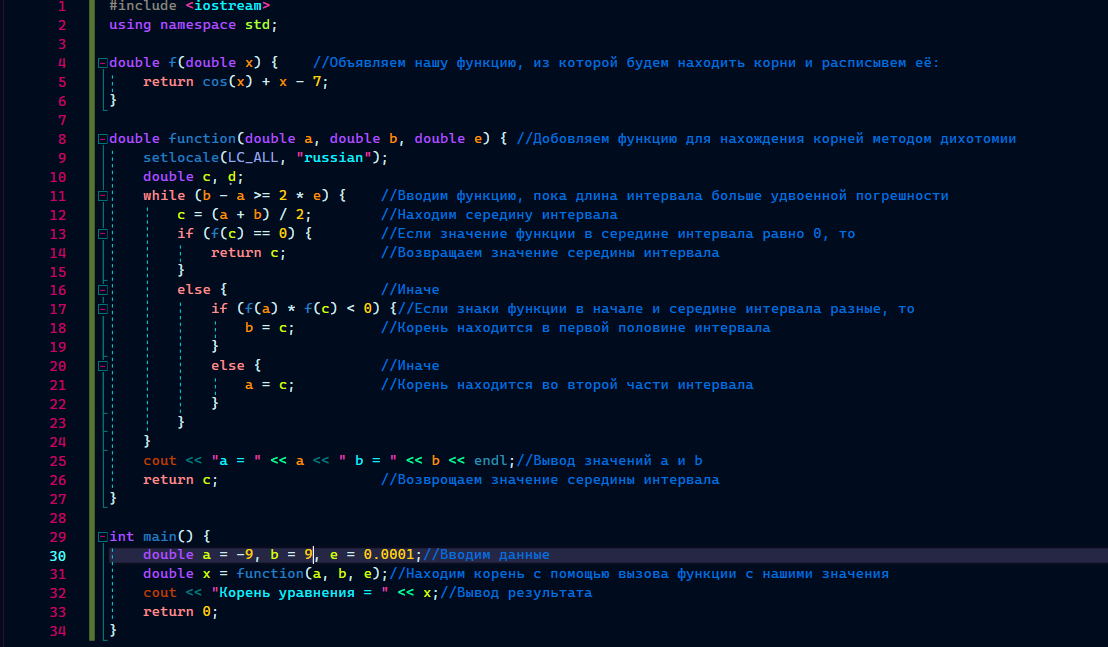 1 #include <iostream>
2 using namespace std;
3
4 double f(double x) { //Объявляем нашу функцию, из которой будем находить корни и расписывем её:
5 return cos(x) + x - 7;
6 }
7
8 double function(double a, double b, double e) { //Добовляем функцию для нахождения корней методом дихотомии
9 setlocale(LC_ALL, "russian");
10 double c, d;
11 while (b - a >= 2 * e) { //Вводим функцию, пока длина интервала больше удвоенной погрешности
12 c = (a + b) / 2; //Находим середину интервала
13 if (f(c) == 0) { //Если значение функции в середине интервала равно 0, то
14 return c; //Возвращаем значение середины интервала
15 }
16 else { //Иначе
17 if (f(a) * f(c) < 0) {//Если знаки функции в начале и середине интервала разные, то
18 b = c; //Корень находится в первой половине интервала
19 }
20 else { //Иначе
21 a = c; //Корень находится во второй части интервала
22 }
23 }
24 }
25 cout << "a = " << a << " b = " << b << endl;//Вывод значений a и b
26 return c; //Возврощаем значение середины интервала
27 }
28
29 int main() {
30 double a = -9, b = 9, e = 0.0001;//Вводим данные
31 double x = function(a, b, e);//Находим корень с помощью вызова функции с нашими значения
32 cout << "Корень уравнения = " << x;//Вывод результата
33 return 0;
34 }